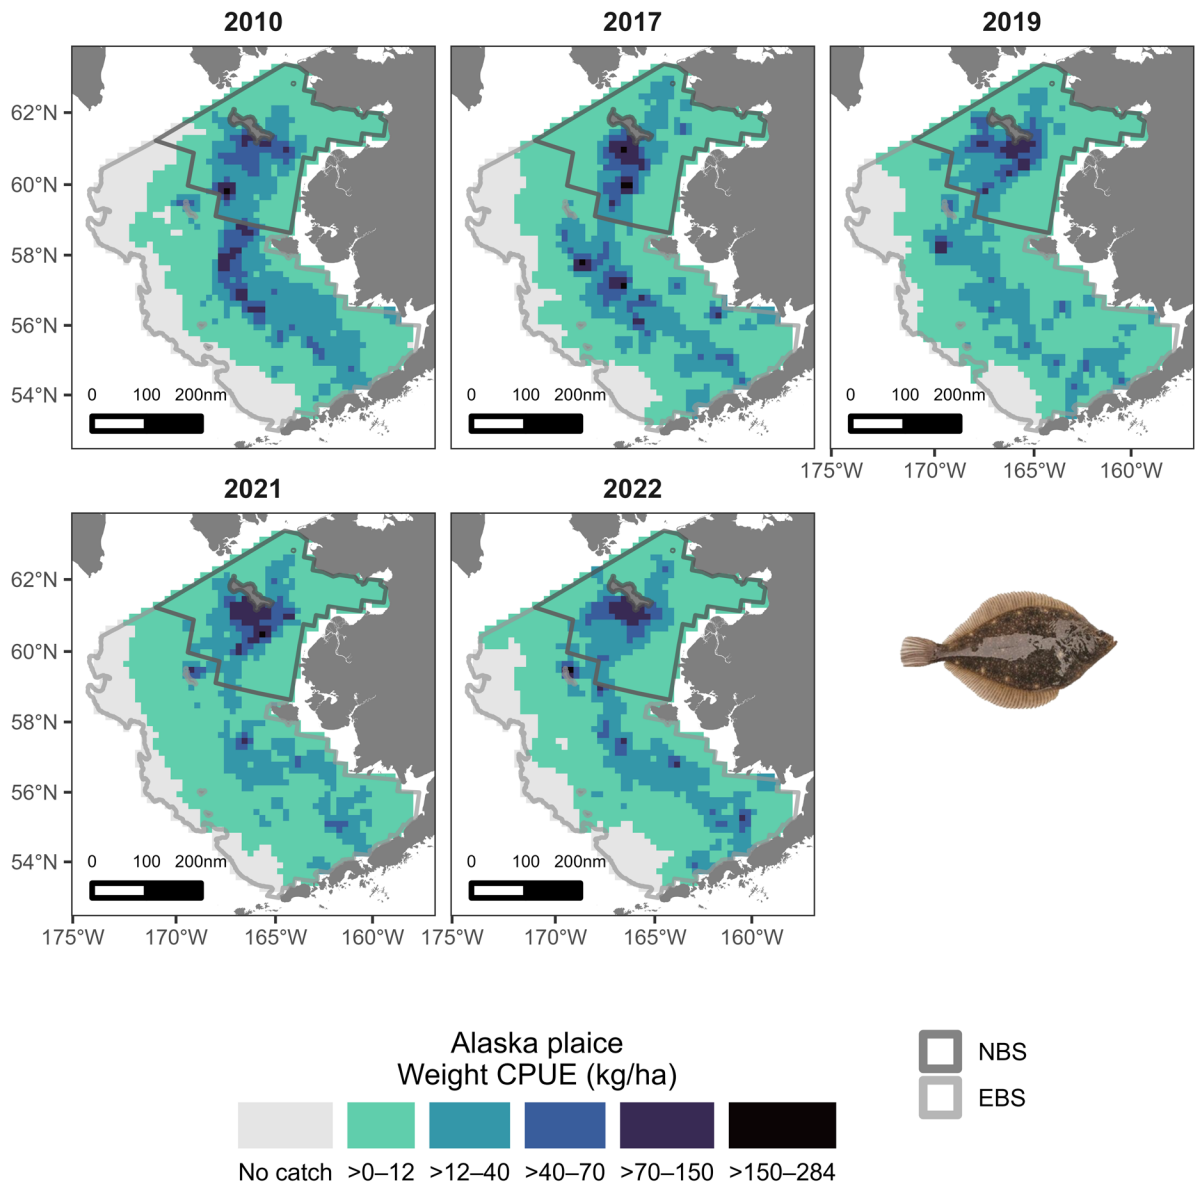 2010
2017
2019
62°N
60°N
58°N
56°N
54°N
0 100 200nm
0 100 200nm
0 100 200nm
175°W 170°W 165°W 160°W
2021
2022
62°N
60°N
58°N
56°N
54°N
0 100 200nm
0 100 200nm
175°W 170°W 165°W 160°W
175°W 170°W 165°W 160°W
Alaska plaice
Weight CPUE (kg/ha)
No catch >0–12 >12–40 >40–70 >70–150 >150–284
NBS
EBS